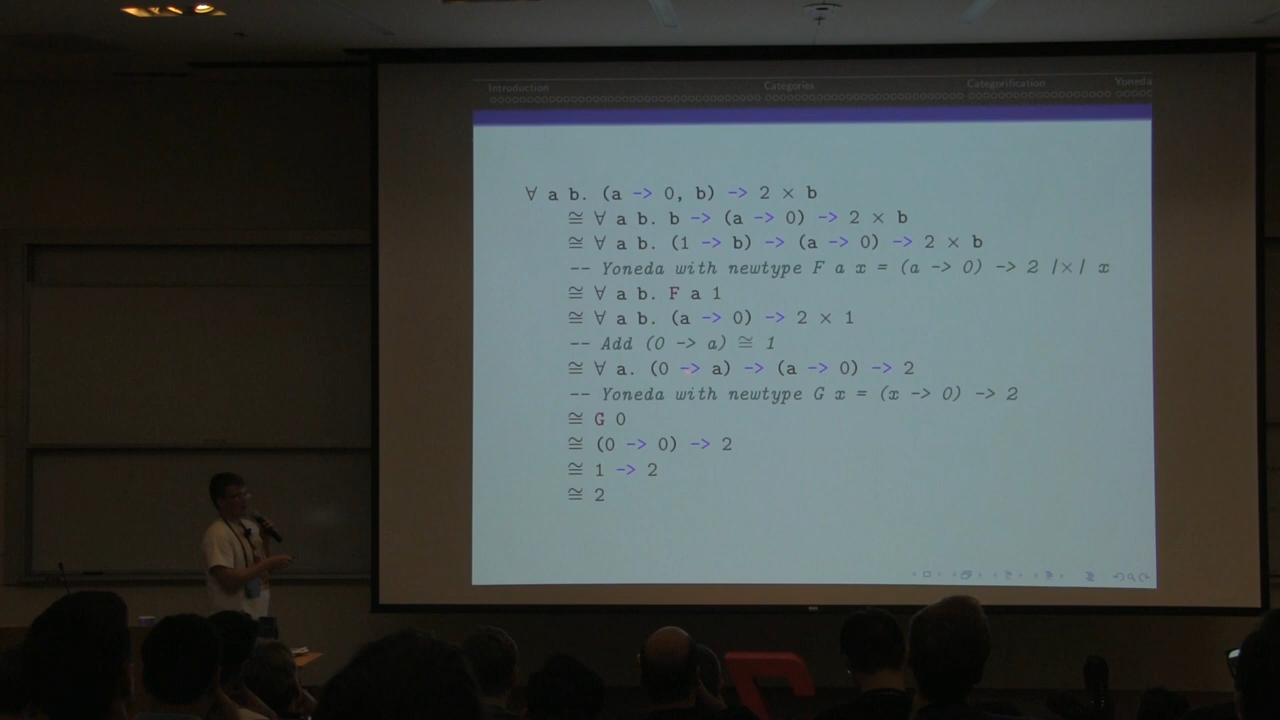 Introduction Categories Categorification Yoneda
∀ a b. (a -> 0, b) -> 2 × b
≅ ∀ a b. b -> (a -> 0) -> 2 × b
≅ ∀ a b. (1 -> b) -> (a -> 0) -> 2 × b
-- Yoneda with newtype F a x = (a -> 0) -> 2 |×| x
≅ ∀ a b. F a 1
≅ ∀ a b. (a -> 0) -> 2 × 1
-- Add (0 -> a) ≅ 1
≅ ∀ a. (0 -> a) -> (a -> 0) -> 2
-- Yoneda with newtype G x = (x -> 0) -> 2
≅ G 0
≅ (0 -> 0) -> 2
≅ 1 -> 2
≅ 2